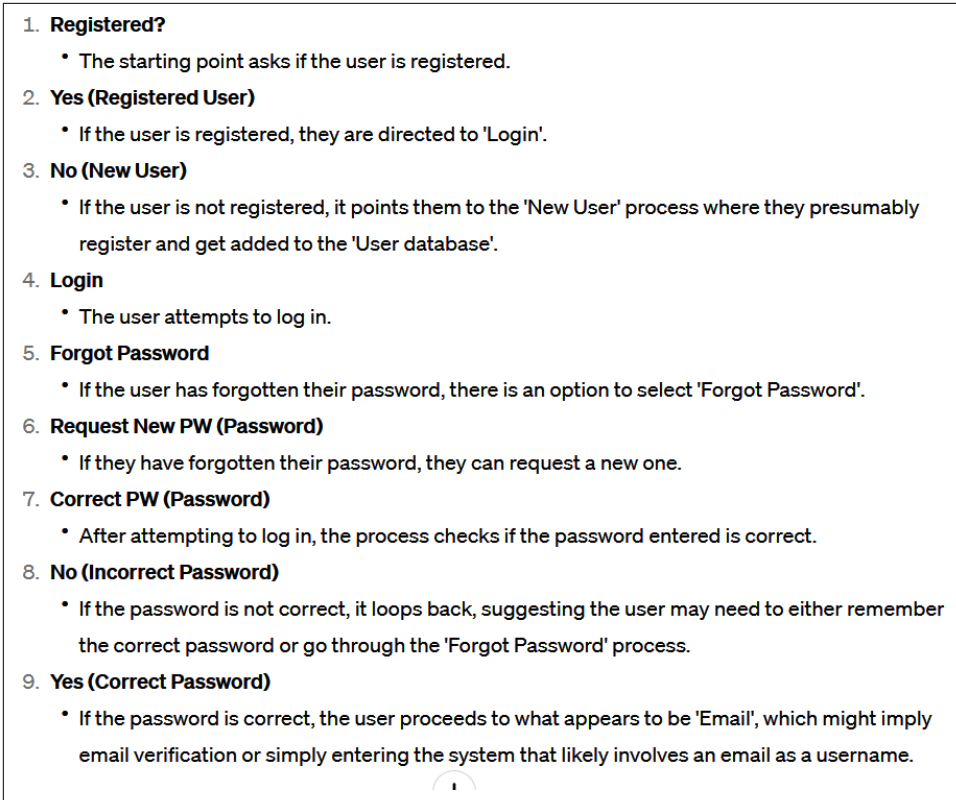 1. Registered?
• The starting point asks if the user is registered.
2. Yes (Registered User)
• If the user is registered, they are directed to 'Login'.
3. No (New User)
• If the user is not registered, it points them to the 'New User' process where they presumably
register and get added to the 'User database'.
4. Login
• The user attempts to log in.
5. Forgot Password
• If the user has forgotten their password, there is an option to select 'Forgot Password'.
6. Request New PW (Password)
• If they have forgotten their password, they can request a new one.
7. Correct PW (Password)
• After attempting to log in, the process checks if the password entered is correct.
8. No (Incorrect Password)
• If the password is not correct, it loops back, suggesting the user may need to either remember
the correct password or go through the 'Forgot Password' process.
9. Yes (Correct Password)
• If the password is correct, the user proceeds to what appears to be 'Email', which might imply
email verification or simply entering the system that likely involves an email as a username.